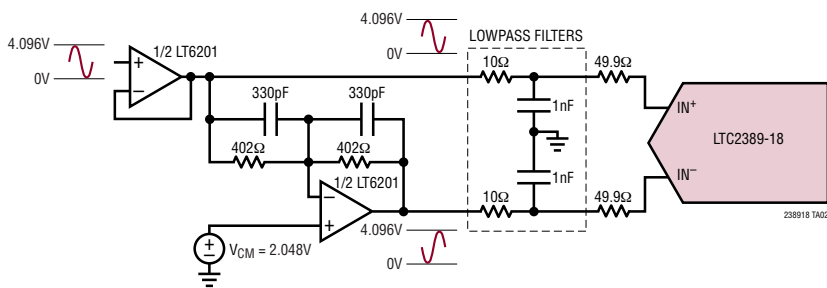 4.096V
0V
1/2 LT6201
+
−
4.096V
0V
LOWPASS FILTERS
10Ω
49.9Ω
330pF
330pF
1nF
IN+
LTC2389-18
402Ω
402Ω
1/2 LT6201
1nF
IN−
−
+
10Ω
49.9Ω
238918 TA02
+
−
VCM = 2.048V
4.096V
0V